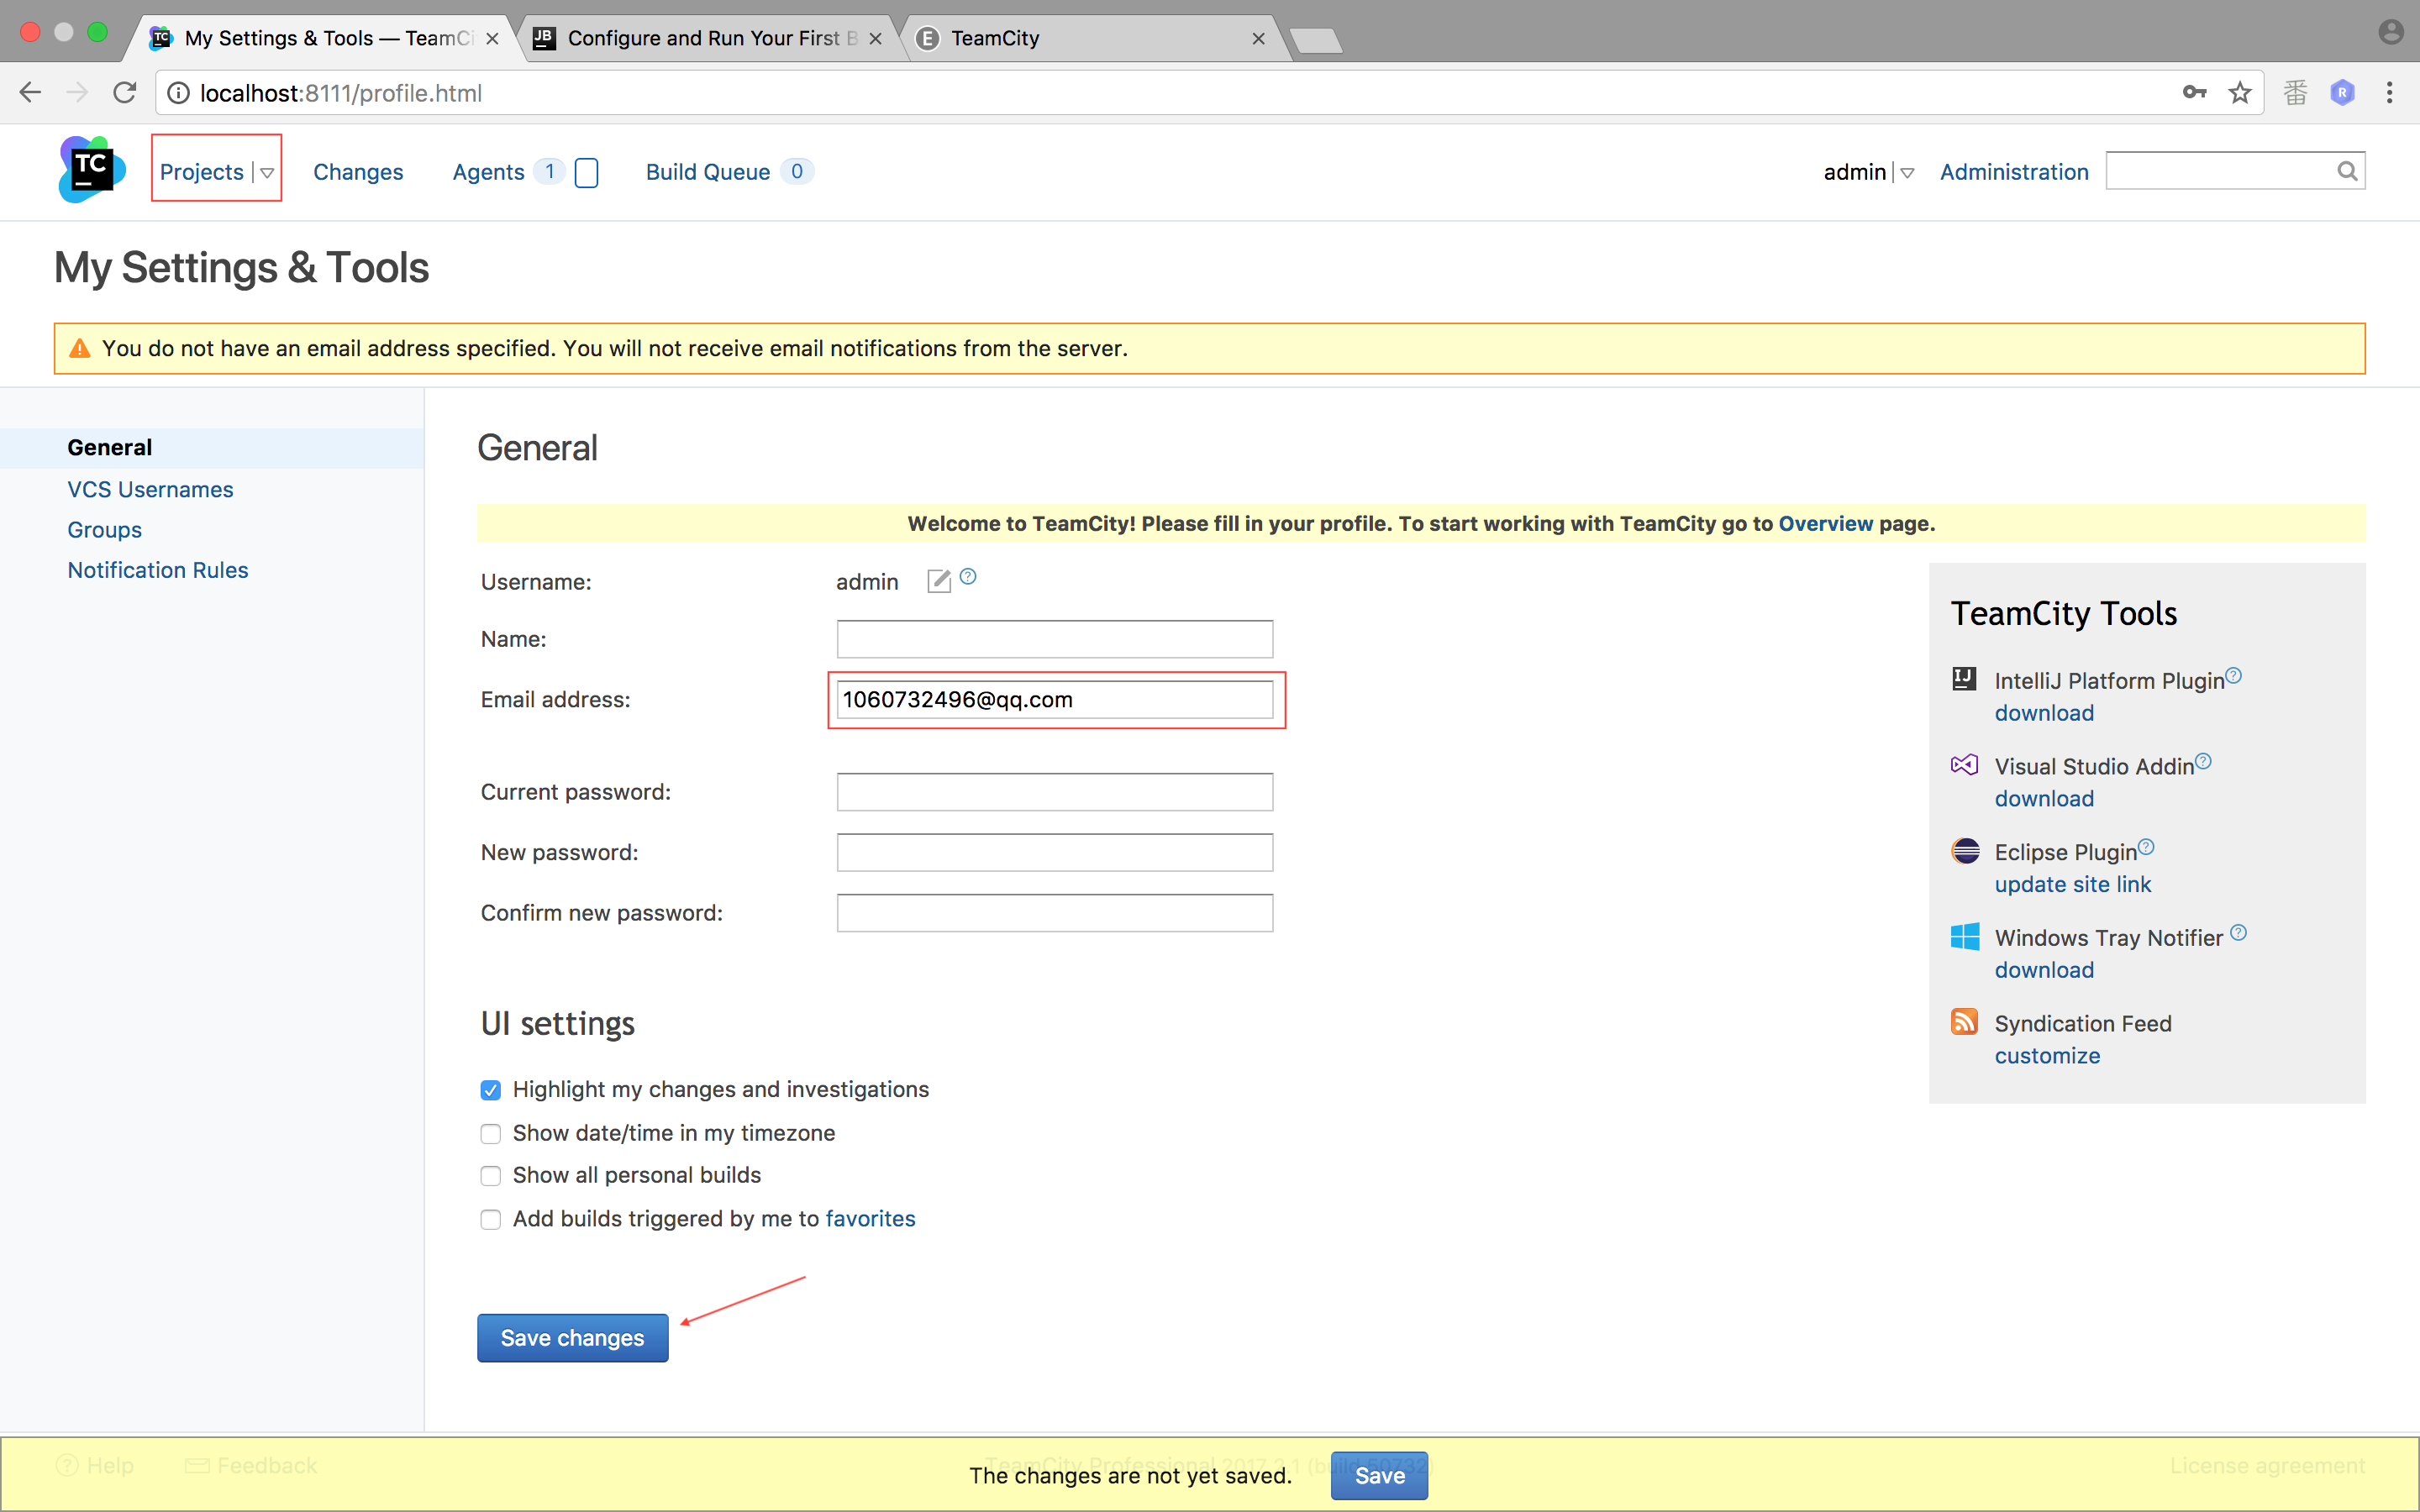 My Settings & Tools — TeamCi
JB
Configure and Run Your First B
E
TeamCity
localhost:8111/profile.html
番
R
TC
Projects
Changes
Agents 1
Build Queue 0
admin
Administration
My Settings & Tools
You do not have an email address specified. You will not receive email notifications from the server.
General
VCS Usernames
Groups
Notification Rules
General
Welcome to TeamCity! Please fill in your profile. To start working with TeamCity go to Overview page.
Username: admin
Name:
Email address: 1060732496@qq.com
Current password:
New password:
Confirm new password:
UI settings
Highlight my changes and investigations
Show date/time in my timezone
Show all personal builds
Add builds triggered by me to favorites
Save changes
TeamCity Tools
IJ
IntelliJ Platform Plugin
download
Visual Studio Addin
download
Eclipse Plugin
update site link
Windows Tray Notifier
download
Syndication Feed
customize
Help
Feedback
TeamCity Professional
The changes are not yet saved.
Save
License agreement